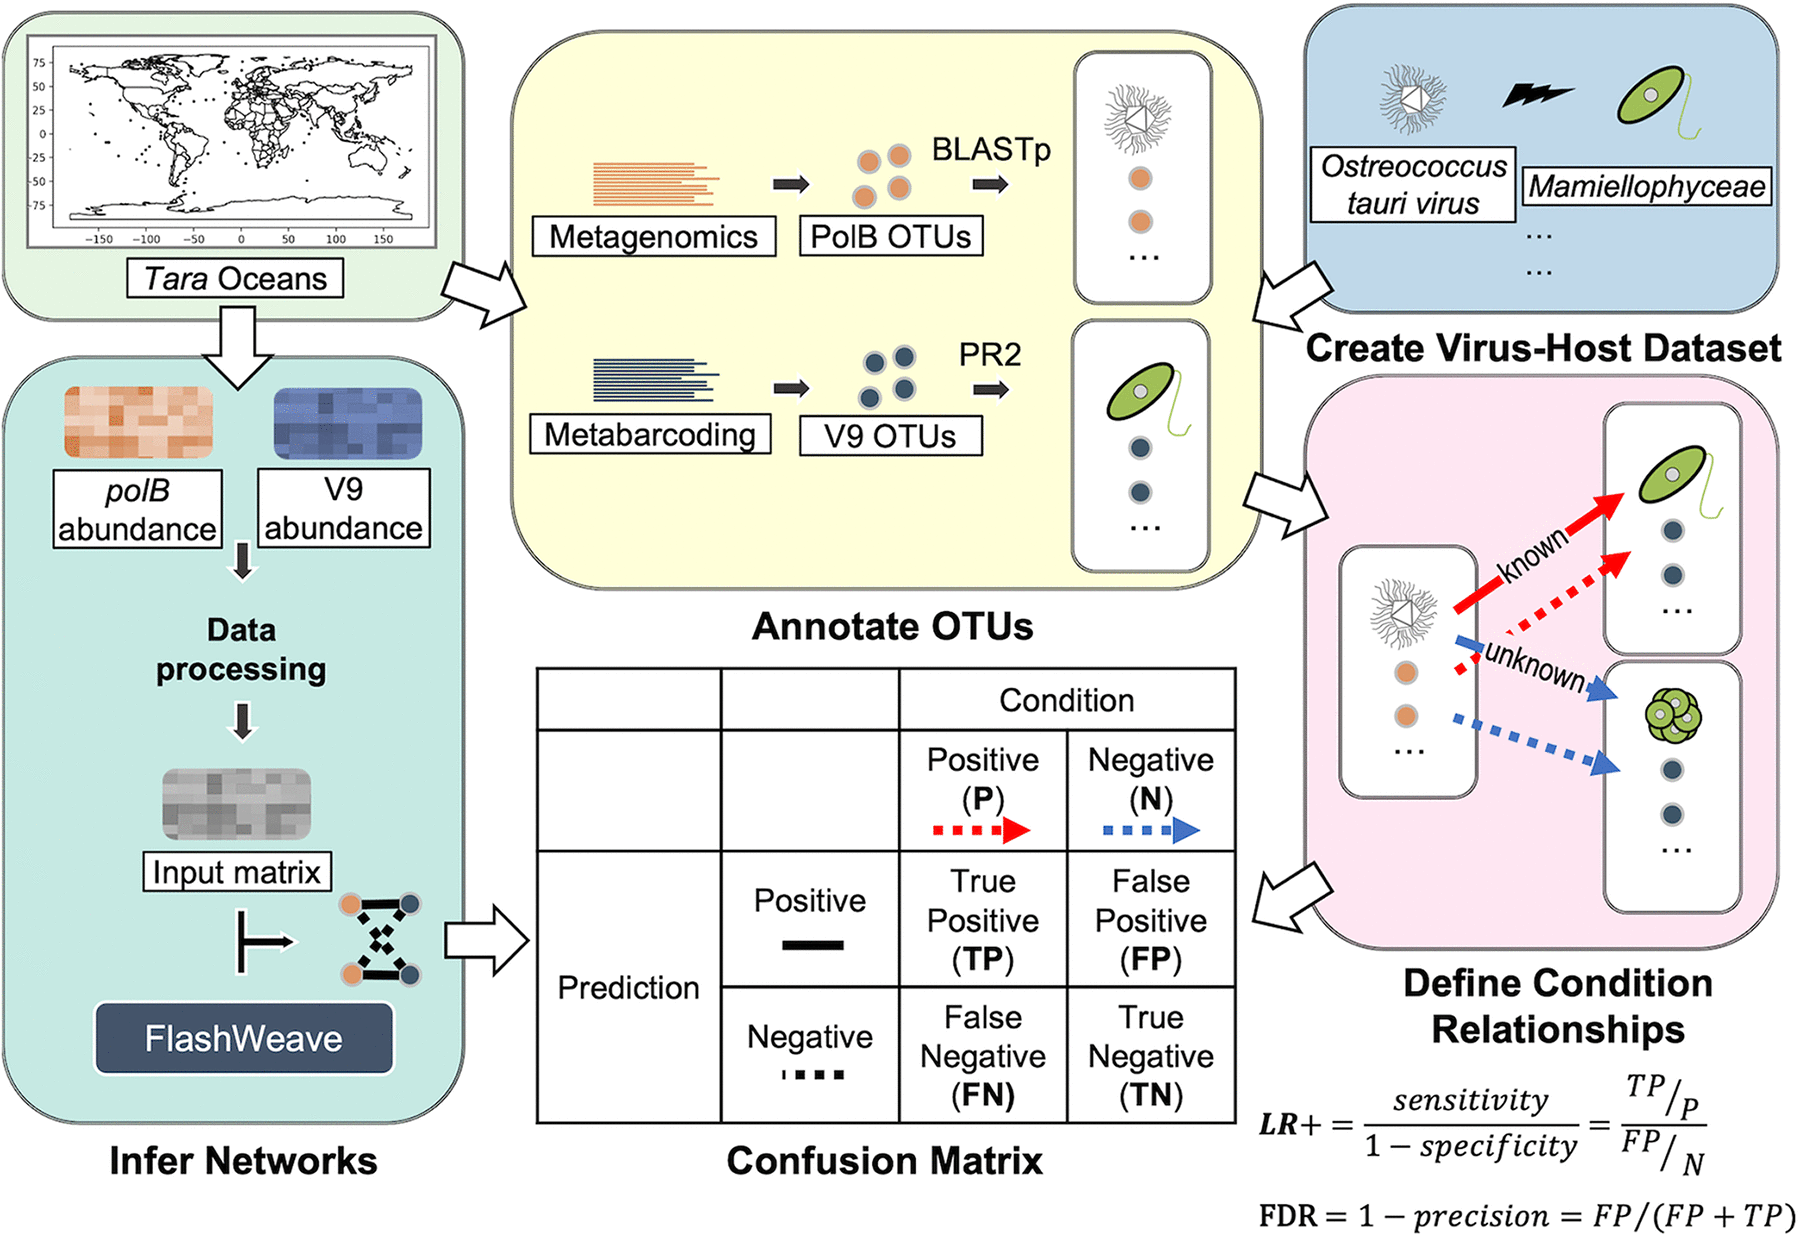 75
50
25
0
−25
−50
−75
−150
−100
−50
0
50
100
150
Tara Oceans
polB
abundance
V9
abundance
Data
processing
Input matrix
FlashWeave
Infer Networks
Metagenomics
PolB OTUs
BLASTp
...
Metabarcoding
V9 OTUs
PR2
...
Annotate OTUs
Ostreococcus
tauri virus
Mamiellophyceae
...
...
Create Virus-Host Dataset
known
unknown
...
...
...
Define Condition
Relationships
Condition
Positive
(P)
Negative
(N)
Prediction
Positive
True
Positive
(TP)
False
Positive
(FP)
Negative
False
Negative
(FN)
True
Negative
(TN)
Confusion Matrix
LR+ = sensitivity / 1 − specificity = TP/P / FP/N
FDR = 1 − precision = FP/(FP + TP)